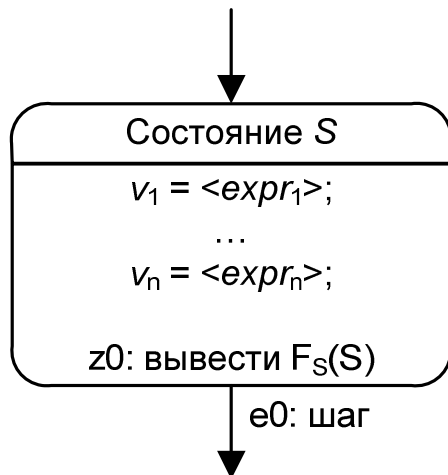 Состояние S
v1 = <expr1>;
...
vn = <exprn>;
z0: вывести FS(S)
e0: шаг